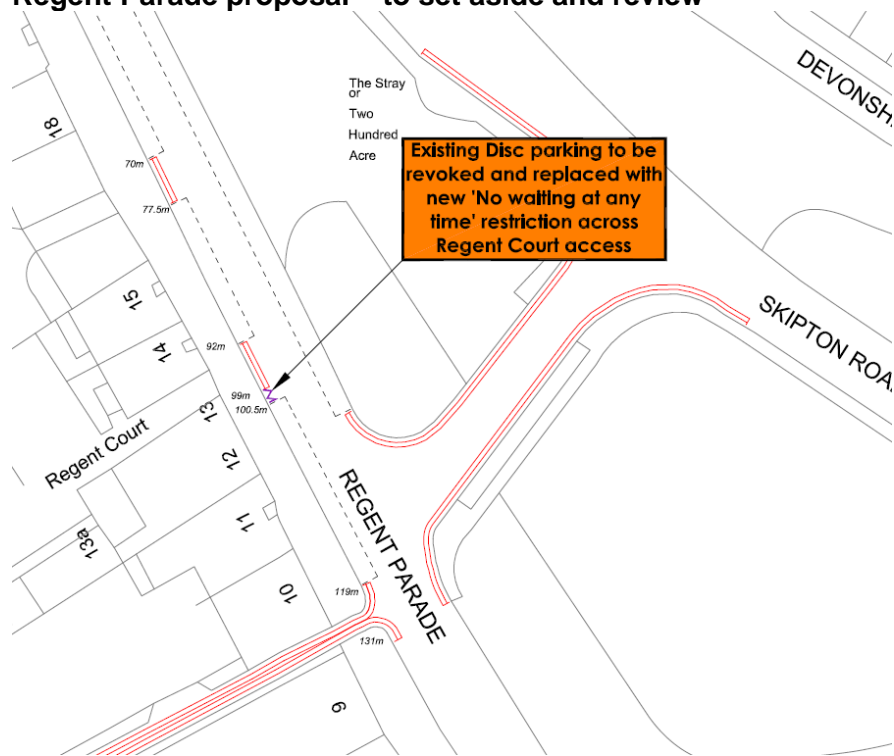 Regent Parade proposal – to set aside and review
The Stray
or
Two
Hundred
Acre
DEVONSH
Existing Disc parking to be
revoked and replaced with
new 'No waiting at any
time' restriction across
Regent Court access
18
70m
77.5m
15
14
92m
SKIPTON ROA
99m
100.5m
13
Regent Court
12
REGENT PARADE
11
13a
10
119m
131m
9